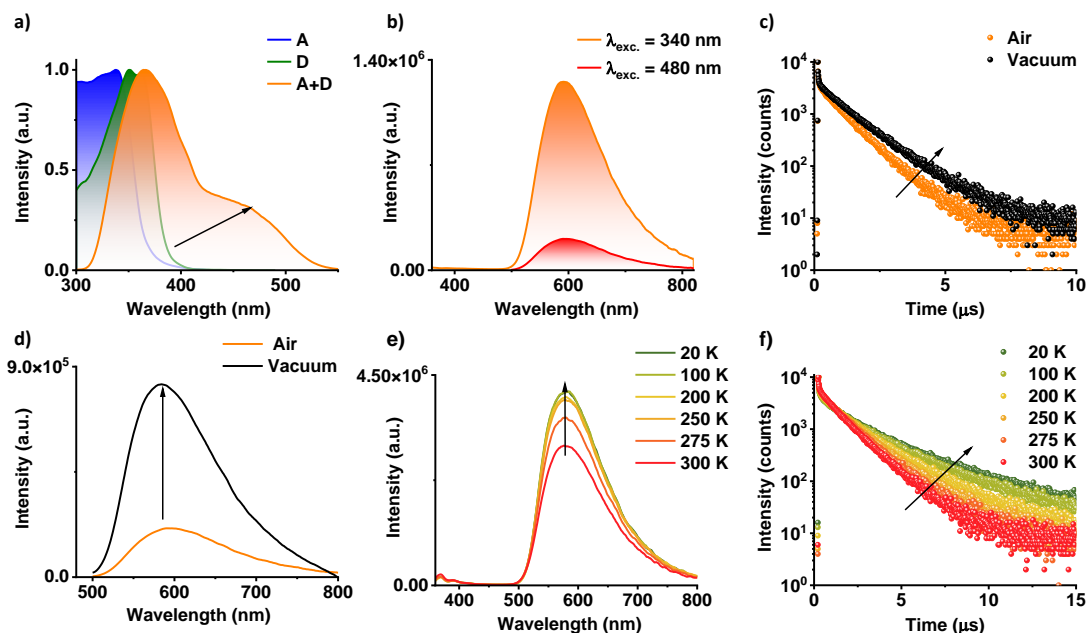 a)
A
D
A+D
1.0
0.5
0.0
Intensity (a.u.)
300
400
500
Wavelength (nm)
b)
λexc. = 340 nm
λexc. = 480 nm
1.40×10⁶
0.00
Intensity (a.u.)
400
500
600
700
800
Wavelength (nm)
c)
Air
Vacuum
10⁴
10³
10²
10¹
10⁰
Intensity (counts)
0
5
10
Time (μs)
d)
Air
Vacuum
9.0×10⁵
0.0
Intensity (a.u.)
500
600
700
800
Wavelength (nm)
e)
20 K
100 K
200 K
250 K
275 K
300 K
4.50×10⁶
0.00
Intensity (a.u.)
400
500
600
700
800
Wavelength (nm)
f)
20 K
100 K
200 K
250 K
275 K
300 K
10⁴
10³
10²
10¹
10⁰
Intensity (counts)
0
5
10
15
Time (μs)